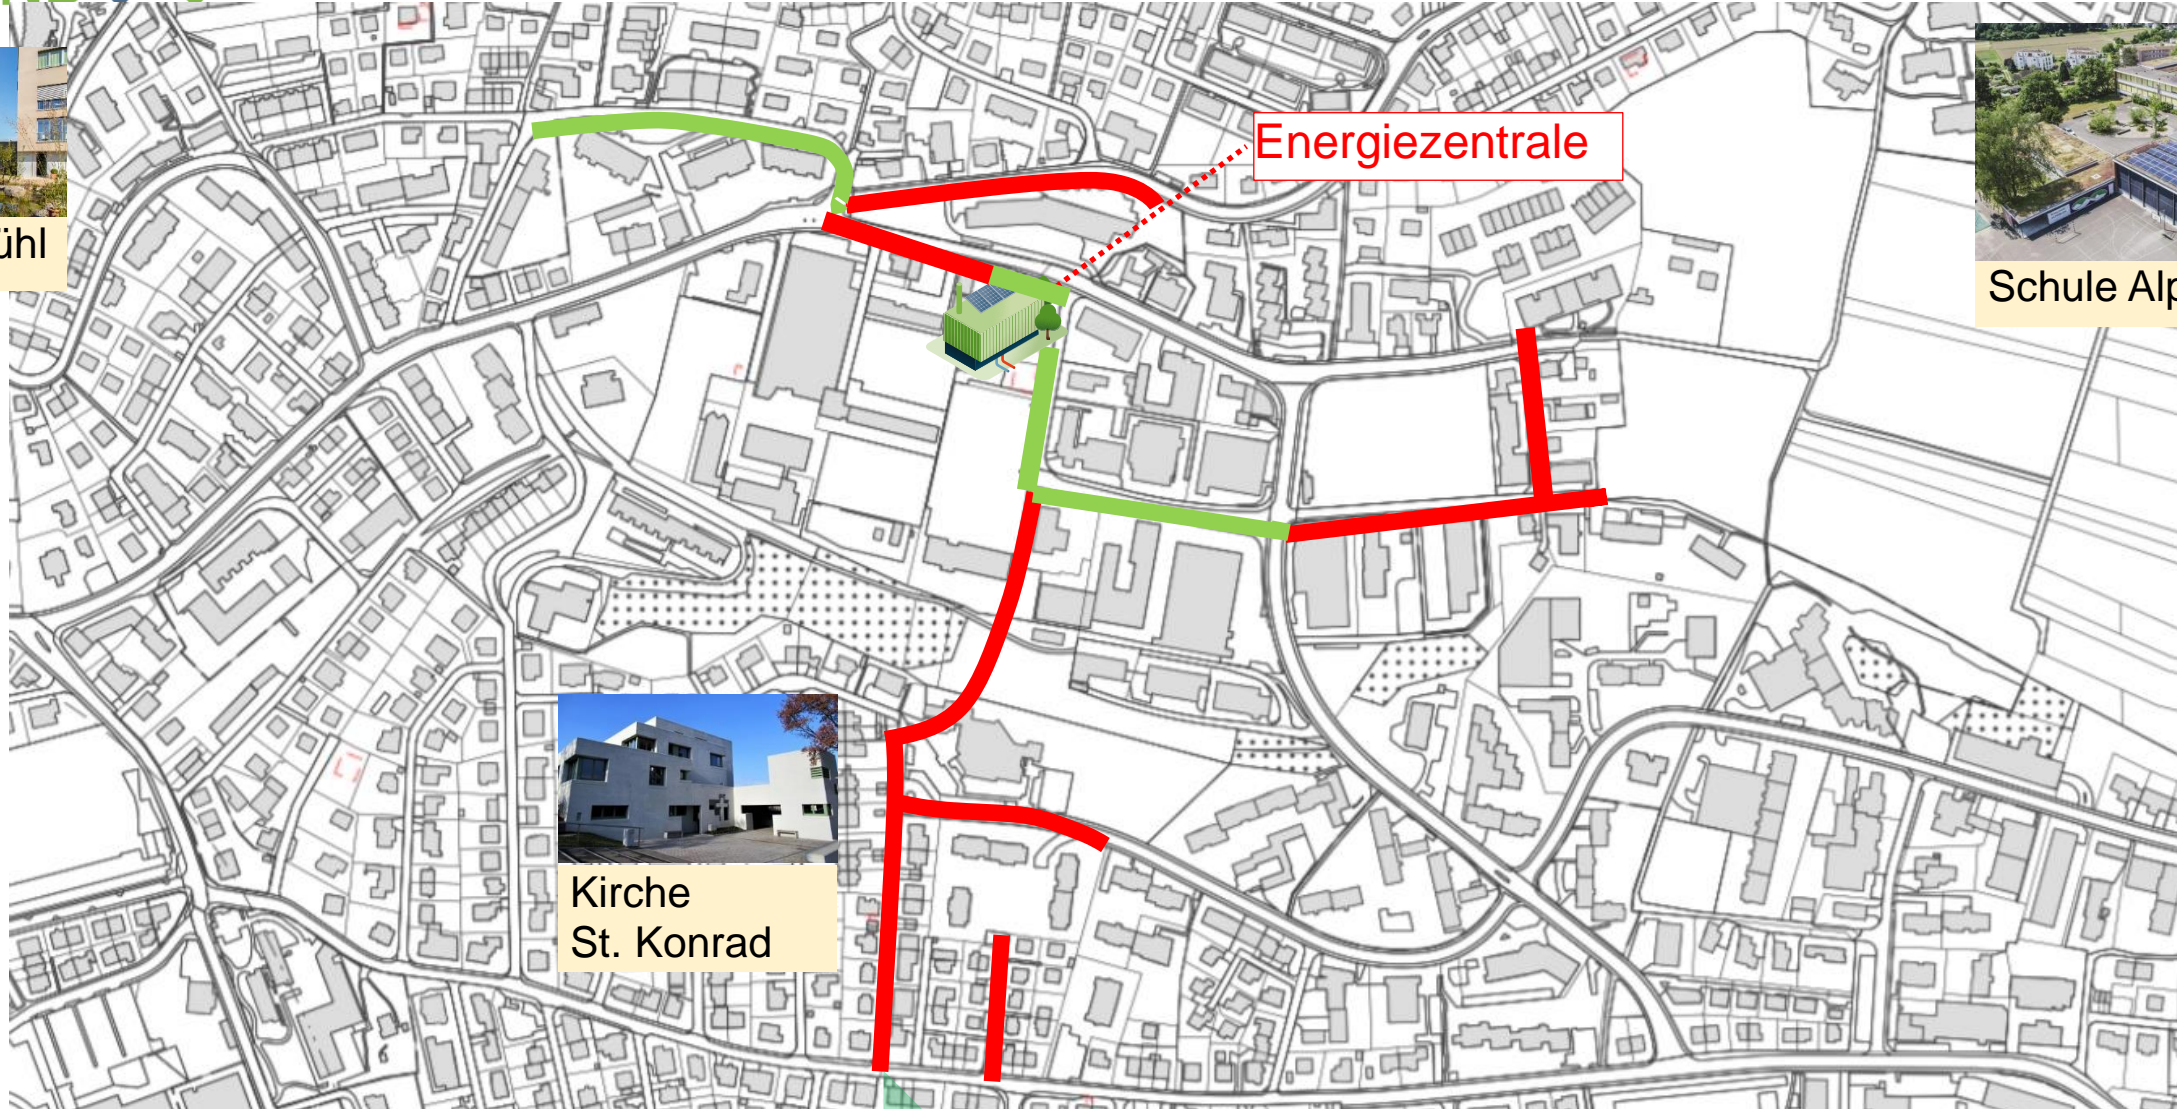 Energiezentrale
ühl
Schule Alp
Kirche
St. Konrad